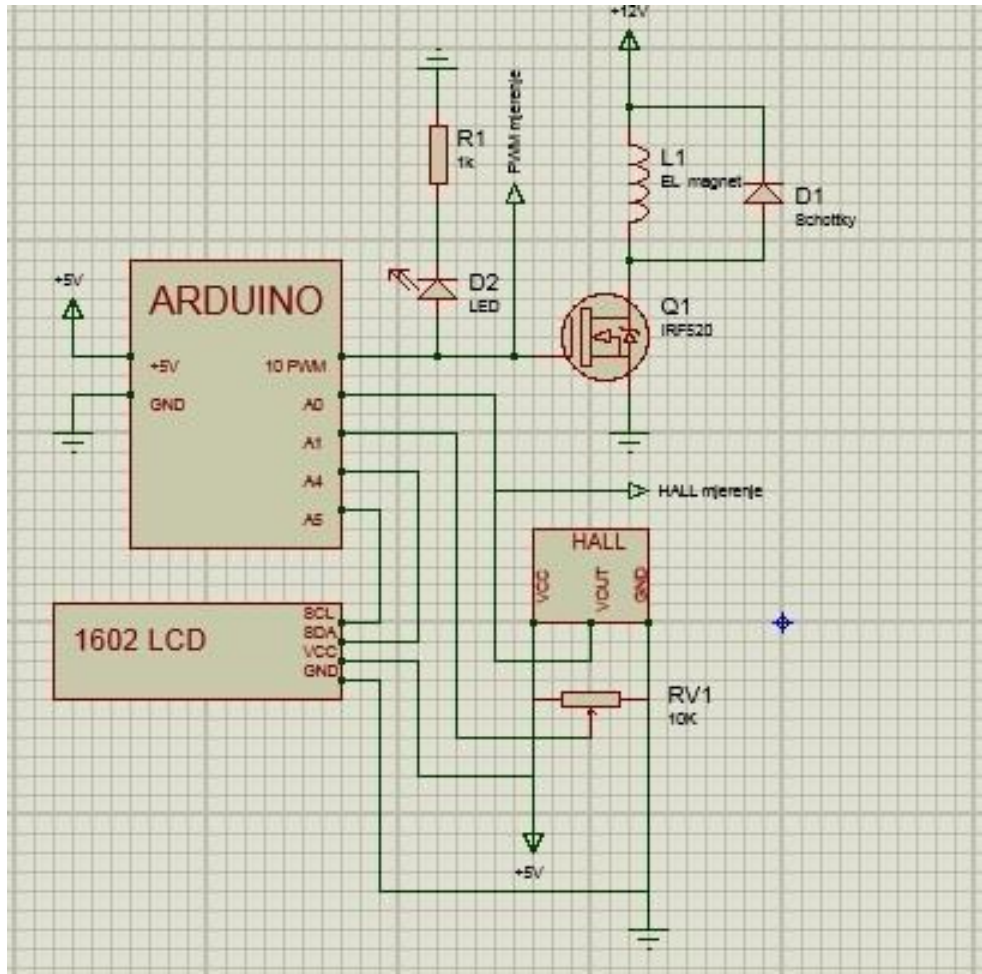 +12V
PWM mjerenje
R1
1k
L1
EL magnet
D1
Schottky
+5V
ARDUINO
D2
LED
Q1
IRF520
+5V
10 PWM
GND
A0
A1
A4
A5
HALL mjerenje
HALL
VCC
VOUT
GND
1602 LCD
SCL
SDA
VCC
GND
RV1
10K
+5V